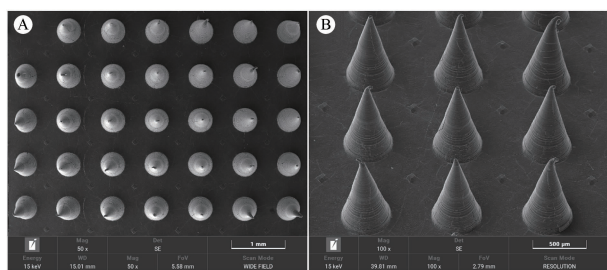 A
B
Mag Det 1 mm
50 x SE
Energy WD Mag FoV Scan Mode
15 keV 15.01 mm 50 x 5.58 mm WIDE FIELD
Mag Det 500 µm
100 x SE
Energy WD Mag FoV Scan Mode
15 keV 39.81 mm 100 x 2.79 mm RESOLUTION